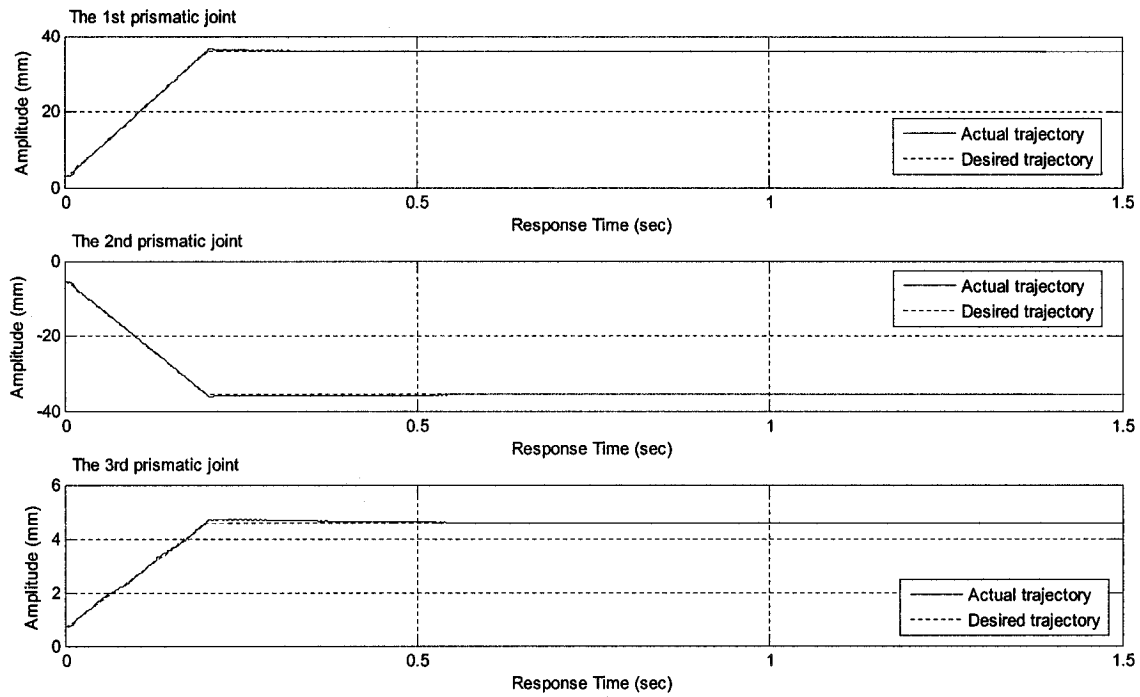 The 1st prismatic joint
40
20
0
Amplitude (mm)
Actual trajectory
Desired trajectory
0
0.5
1
1.5
Response Time (sec)
The 2nd prismatic joint
0
-20
-40
Amplitude (mm)
Actual trajectory
Desired trajectory
0
0.5
1
1.5
Response Time (sec)
The 3rd prismatic joint
6
4
2
0
Amplitude (mm)
Actual trajectory
Desired trajectory
0
0.5
1
1.5
Response Time (sec)